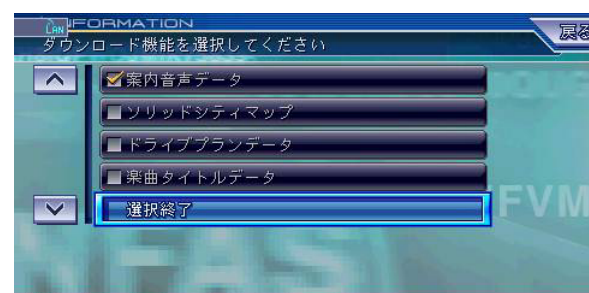 LAN
INFORMATION
戻る
ダウンロード機能を選択してください
案内音声データ
ソリッドシティマップ
ドライブプランデータ
楽曲タイトルデータ
選択終了
FVM